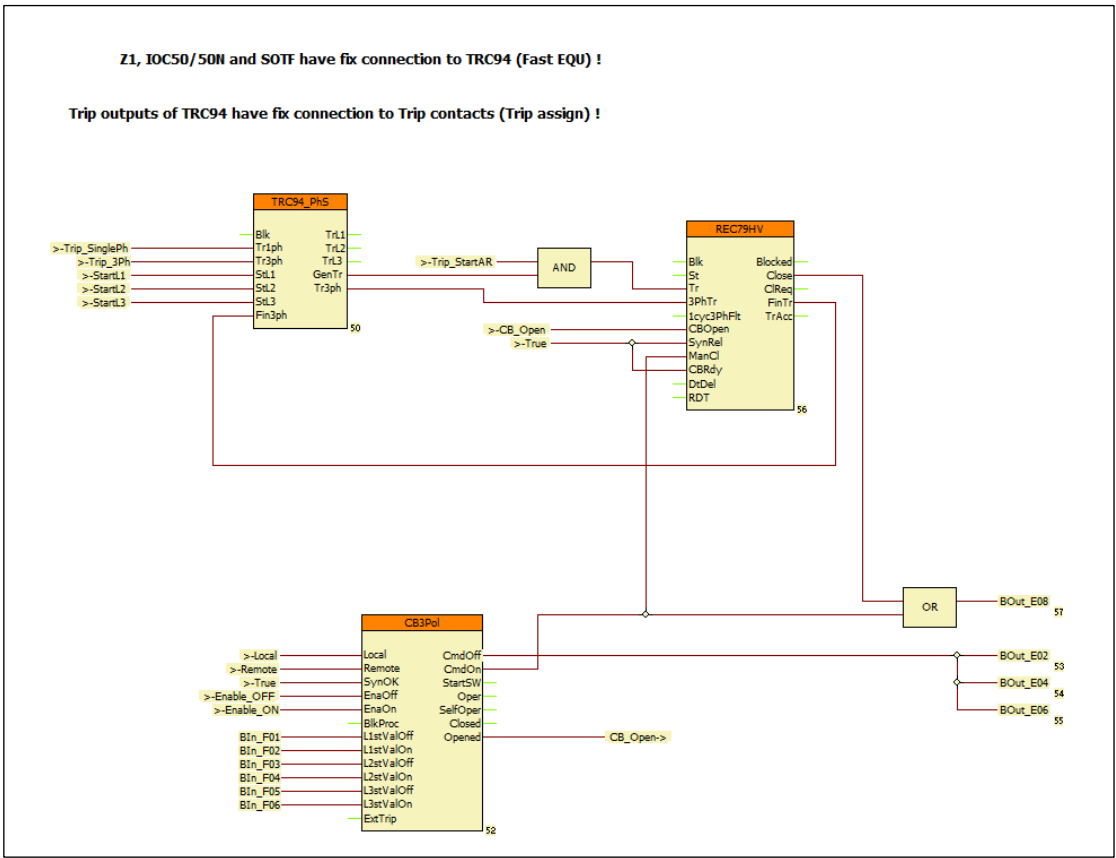 Z1, IOC50/50N and SOTF have fix connection to TRC94 (Fast EQU) !
Trip outputs of TRC94 have fix connection to Trip contacts (Trip assign) !
TRC94_PhS
Blk TrL1
>-Trip_SinglePh Tr1ph TrL2
>-Trip_3Ph Tr3ph TrL3
>-StartL1 StL1 GenTr
>-StartL2 StL2 Tr3ph
>-StartL3 StL3
Fin3ph
50
>-Trip_StartAR
AND
REC79HV
Blk Blocked
St Close
Tr ClReq
3PhTr FinTr
1cyc3PhFlt TrAcc
>-CB_Open CBOpen
>-True SynRel
ManCl
CBRdy
DtDel
RDT
56
OR
BOut_E08
57
CB3Pol
>-Local Local CmdOff
>-Remote Remote CmdOn
>-True SynOK StartSW
>-Enable_OFF EnaOff Oper
>-Enable_ON EnaOn SelfOper
BlkProc Closed
BIn_F01 L1stValOff Opened
BIn_F02 L1stValOn
BIn_F03 L2stValOff
BIn_F04 L2stValOn
BIn_F05 L3stValOff
BIn_F06 L3stValOn
ExtTrip
52
CB_Open->
BOut_E02
53
BOut_E04
54
BOut_E06
55